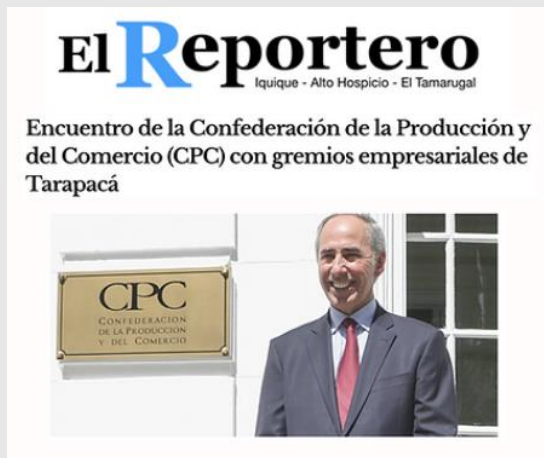 El Reportero
Iquique - Alto Hospicio - El Tamarugal
Encuentro de la Confederación de la Producción y
del Comercio (CPC) con gremios empresariales de
Tarapacá
CPC
CONFEDERACION
DE LA PRODUCCION
Y DEL COMERCIO